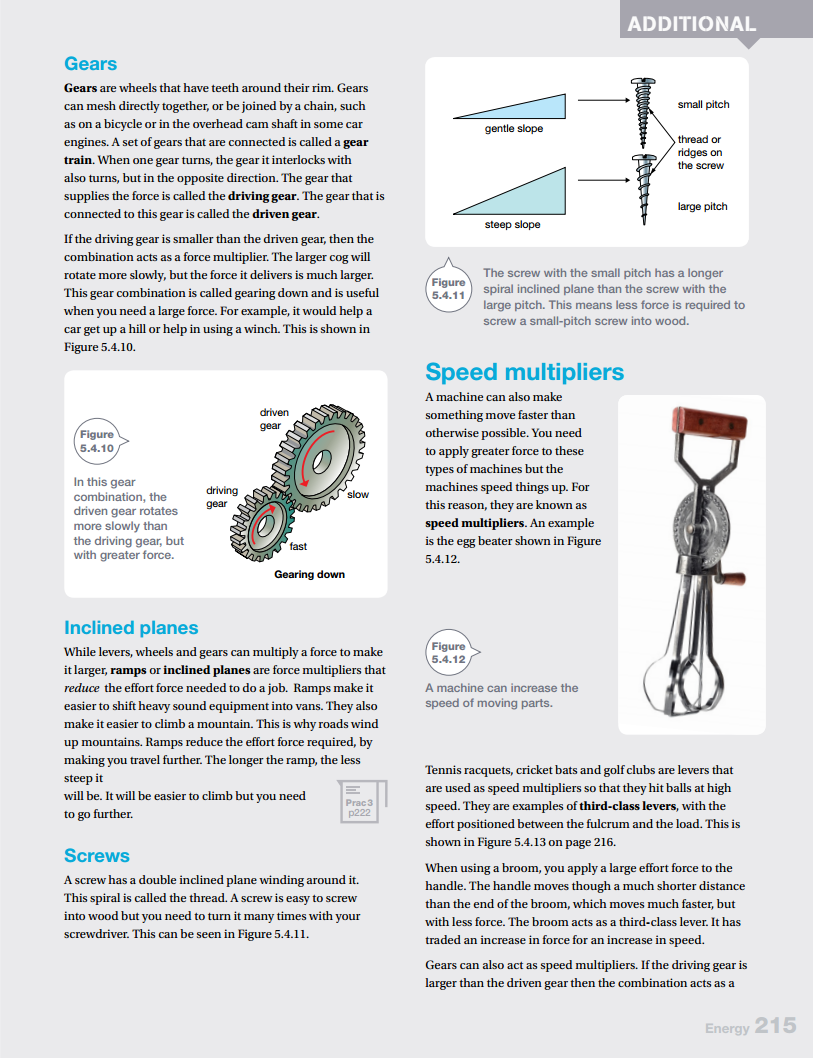 ADDITIONAL
Gears
Gears are wheels that have teeth around their rim. Gears
can mesh directly together, or be joined by a chain, such
as on a bicycle or in the overhead cam shaft in some car
engines. A set of gears that are connected is called a gear
train. When one gear turns, the gear it interlocks with
also turns, but in the opposite direction. The gear that
supplies the force is called the driving gear. The gear that is
connected to this gear is called the driven gear.
If the driving gear is smaller than the driven gear, then the
combination acts as a force multiplier. The larger cog will
rotate more slowly, but the force it delivers is much larger.
This gear combination is called gearing down and is useful
when you need a large force. For example, it would help a
car get up a hill or help in using a winch. This is shown in
Figure 5.4.10.
Figure
5.4.10
In this gear
combination, the
driven gear rotates
more slowly than
the driving gear, but
with greater force.
driven
gear
driving
gear
slow
fast
Gearing down
Inclined planes
While levers, wheels and gears can multiply a force to make
it larger, ramps or inclined planes are force multipliers that
reduce the effort force needed to do a job. Ramps make it
easier to shift heavy sound equipment into vans. They also
make it easier to climb a mountain. This is why roads wind
up mountains. Ramps reduce the effort force required, by
making you travel further. The longer the ramp, the less
steep it
will be. It will be easier to climb but you need
to go further.
Prac 3
p222
Screws
A screw has a double inclined plane winding around it.
This spiral is called the thread. A screw is easy to screw
into wood but you need to turn it many times with your
screwdriver. This can be seen in Figure 5.4.11.
gentle slope
small pitch
thread or
ridges on
the screw
steep slope
large pitch
Figure
5.4.11
The screw with the small pitch has a longer
spiral inclined plane than the screw with the
large pitch. This means less force is required to
screw a small-pitch screw into wood.
Speed multipliers
A machine can also make
something move faster than
otherwise possible. You need
to apply greater force to these
types of machines but the
machines speed things up. For
this reason, they are known as
speed multipliers. An example
is the egg beater shown in Figure
5.4.12.
Figure
5.4.12
A machine can increase the
speed of moving parts.
Tennis racquets, cricket bats and golf clubs are levers that
are used as speed multipliers so that they hit balls at high
speed. They are examples of third-class levers, with the
effort positioned between the fulcrum and the load. This is
shown in Figure 5.4.13 on page 216.
When using a broom, you apply a large effort force to the
handle. The handle moves though a much shorter distance
than the end of the broom, which moves much faster, but
with less force. The broom acts as a third-class lever. It has
traded an increase in force for an increase in speed.
Gears can also act as speed multipliers. If the driving gear is
larger than the driven gear then the combination acts as a
Energy 215